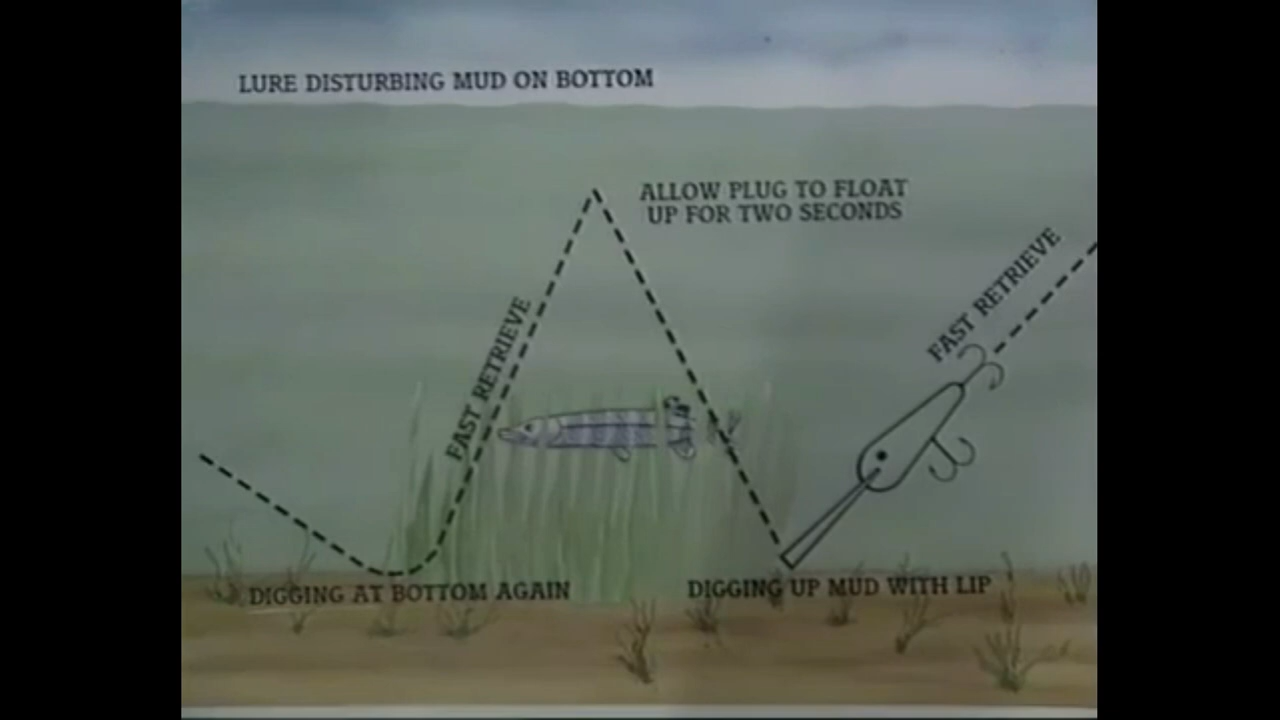 LURE DISTURBING MUD ON BOTTOM
ALLOW PLUG TO FLOAT
UP FOR TWO SECONDS
FAST RETRIEVE
FAST RETRIEVE
DIGGING AT BOTTOM AGAIN
DIGGING UP MUD WITH LIP